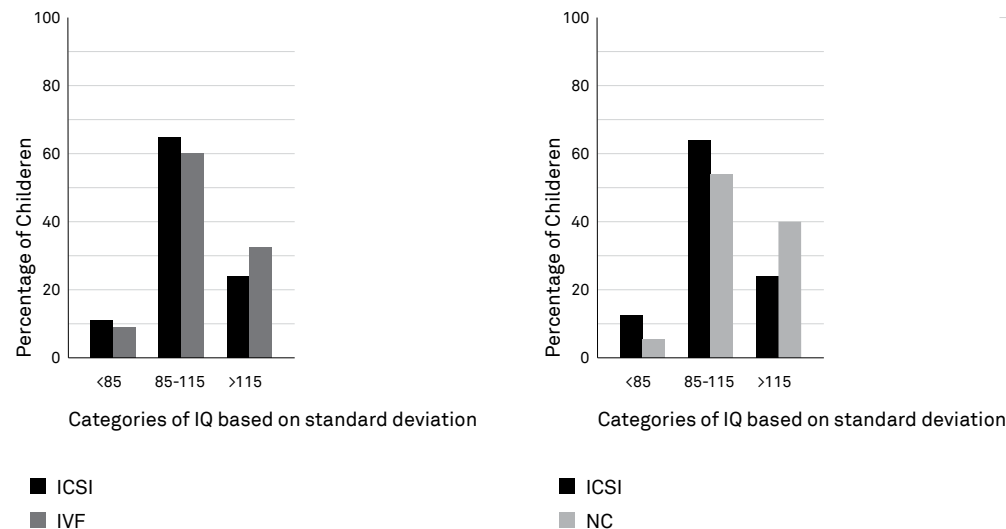 100
80
60
40
20
0
Percentage of Childeren
<85 85-115 >115
Categories of IQ based on standard deviation
ICSI
IVF
100
80
60
40
20
0
Percentage of Childeren
<85 85-115 >115
Categories of IQ based on standard deviation
ICSI
NC